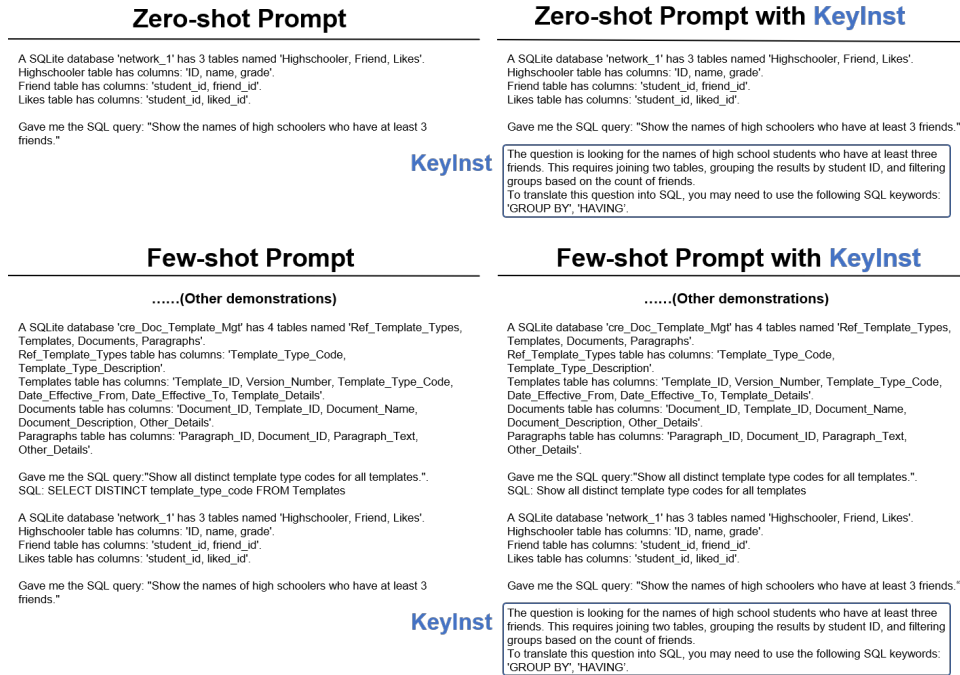 Zero-shot Prompt
A SQLite database 'network_1' has 3 tables named 'Highschooler, Friend, Likes'.
Highschooler table has columns: 'ID, name, grade'.
Friend table has columns: 'student_id, friend_id'.
Likes table has columns: 'student_id, liked_id'.
Gave me the SQL query: "Show the names of high schoolers who have at least 3
friends."
Zero-shot Prompt with KeyInst
A SQLite database 'network_1' has 3 tables named 'Highschooler, Friend, Likes'.
Highschooler table has columns: 'ID, name, grade'.
Friend table has columns: 'student_id, friend_id'.
Likes table has columns: 'student_id, liked_id'.
Gave me the SQL query: "Show the names of high schoolers who have at least 3 friends."
KeyInst
The question is looking for the names of high school students who have at least three
friends. This requires joining two tables, grouping the results by student ID, and filtering
groups based on the count of friends.
To translate this question into SQL, you may need to use the following SQL keywords:
'GROUP BY', 'HAVING'.
Few-shot Prompt
......(Other demonstrations)
A SQLite database 'cre_Doc_Template_Mgt' has 4 tables named 'Ref_Template_Types,
Templates, Documents, Paragraphs'.
Ref_Template_Types table has columns: 'Template_Type_Code,
Template_Type_Description'.
Templates table has columns: 'Template_ID, Version_Number, Template_Type_Code,
Date_Effective_From, Date_Effective_To, Template_Details'.
Documents table has columns: 'Document_ID, Template_ID, Document_Name,
Document_Description, Other_Details'.
Paragraphs table has columns: 'Paragraph_ID, Document_ID, Paragraph_Text,
Other_Details'.
Gave me the SQL query:"Show all distinct template type codes for all templates.".
SQL: SELECT DISTINCT template_type_code FROM Templates
A SQLite database 'network_1' has 3 tables named 'Highschooler, Friend, Likes'.
Highschooler table has columns: 'ID, name, grade'.
Friend table has columns: 'student_id, friend_id'.
Likes table has columns: 'student_id, liked_id'.
Gave me the SQL query: "Show the names of high schoolers who have at least 3
friends."
Few-shot Prompt with KeyInst
......(Other demonstrations)
A SQLite database 'cre_Doc_Template_Mgt' has 4 tables named 'Ref_Template_Types,
Templates, Documents, Paragraphs'.
Ref_Template_Types table has columns: 'Template_Type_Code,
Template_Type_Description'.
Templates table has columns: 'Template_ID, Version_Number, Template_Type_Code,
Date_Effective_From, Date_Effective_To, Template_Details'.
Documents table has columns: 'Document_ID, Template_ID, Document_Name,
Document_Description, Other_Details'.
Paragraphs table has columns: 'Paragraph_ID, Document_ID, Paragraph_Text,
Other_Details'.
Gave me the SQL query:"Show all distinct template type codes for all templates.".
SQL: Show all distinct template type codes for all templates
A SQLite database 'network_1' has 3 tables named 'Highschooler, Friend, Likes'.
Highschooler table has columns: 'ID, name, grade'.
Friend table has columns: 'student_id, friend_id'.
Likes table has columns: 'student_id, liked_id'.
Gave me the SQL query: "Show the names of high schoolers who have at least 3 friends."
KeyInst
The question is looking for the names of high school students who have at least three
friends. This requires joining two tables, grouping the results by student ID, and filtering
groups based on the count of friends.
To translate this question into SQL, you may need to use the following SQL keywords:
'GROUP BY', 'HAVING'.